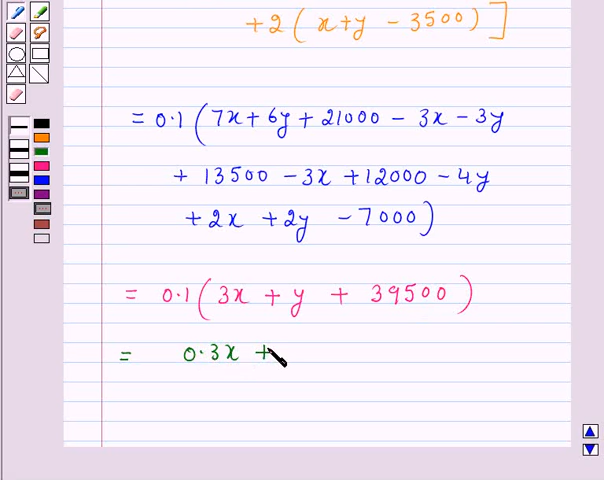 +2(x+y - 3500)]
= 0.1(7x + 6y + 21000 - 3x - 3y
+ 13500 - 3x + 12000 - 4y
+2x +2y - 7000)
= 0.1(3x + y + 39500)
= 0.3x +